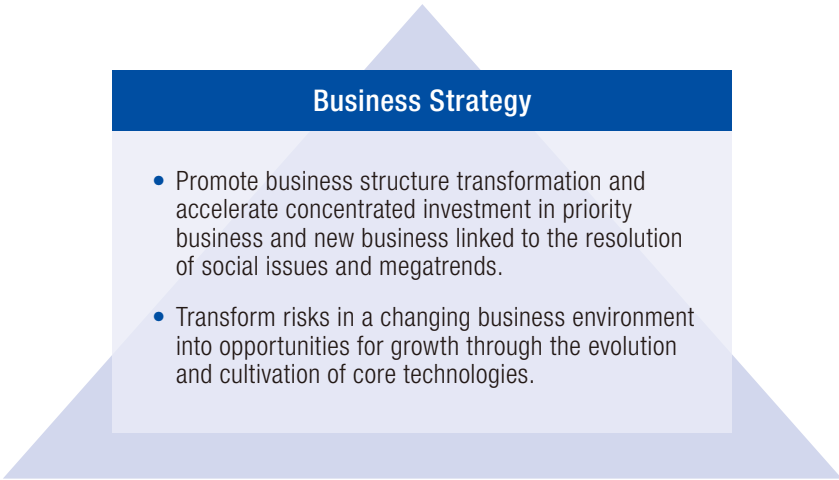 Business Strategy
• Promote business structure transformation and
accelerate concentrated investment in priority
business and new business linked to the resolution
of social issues and megatrends.
• Transform risks in a changing business environment
into opportunities for growth through the evolution
and cultivation of core technologies.